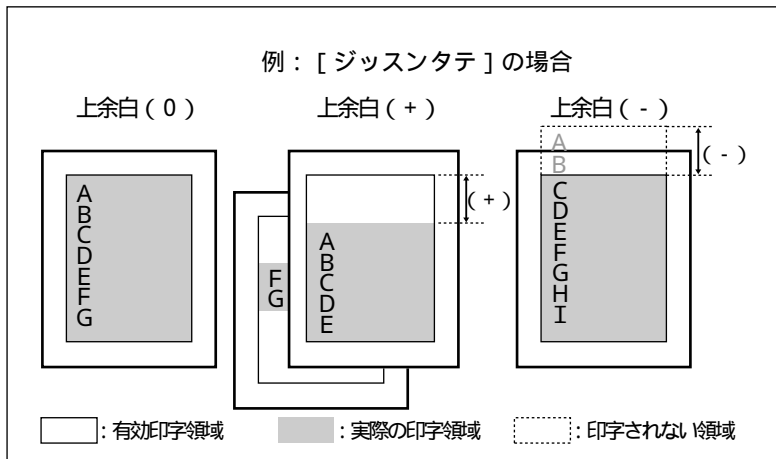 例：[ジッスンタテ]の場合
上余白(0)
上余白(+)
上余白(-)
A
B
C
D
E
F
G
F
G
A
B
C
D
E
(+)
A
B
C
D
E
F
G
H
I
(-)
：有効印字領域
：実際の印字領域
：印字されない領域